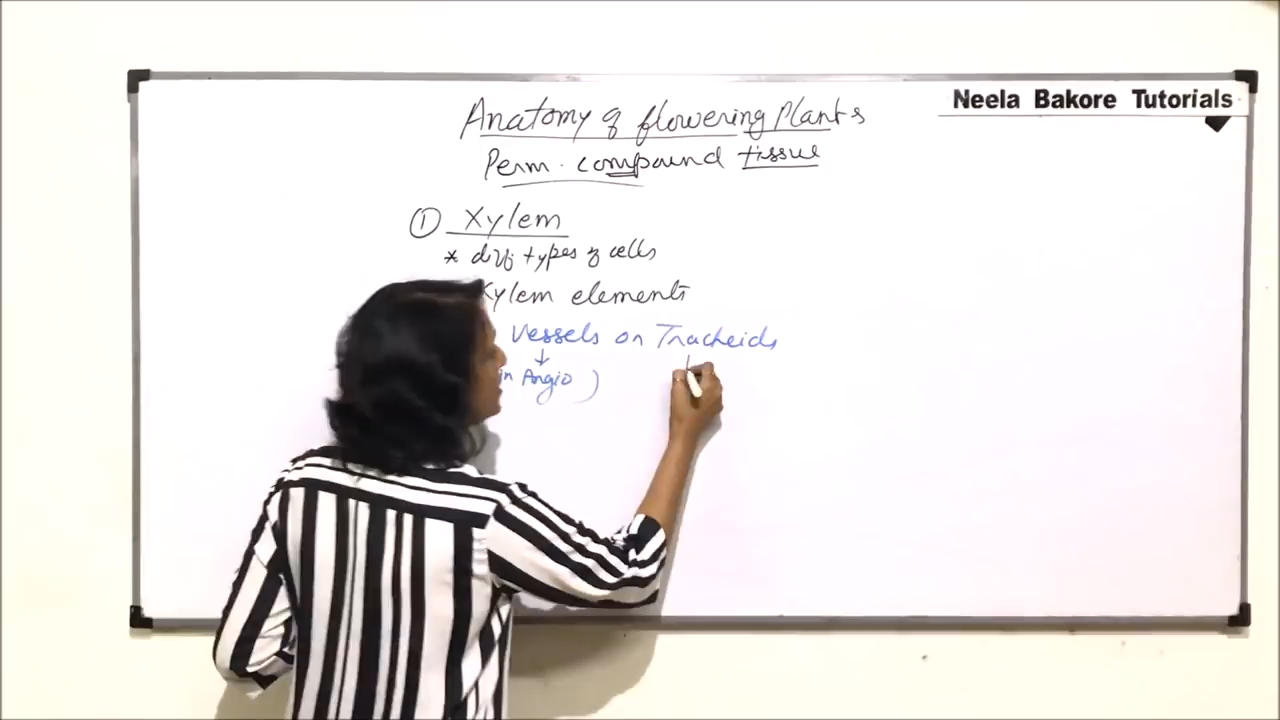 Neela Bakore Tutorials
Anatomy of flowering Plants
Perm. compound tissue
① Xylem
* diff types of cells
Xylem elements
Vessels or Tracheids
↓
in Angio )